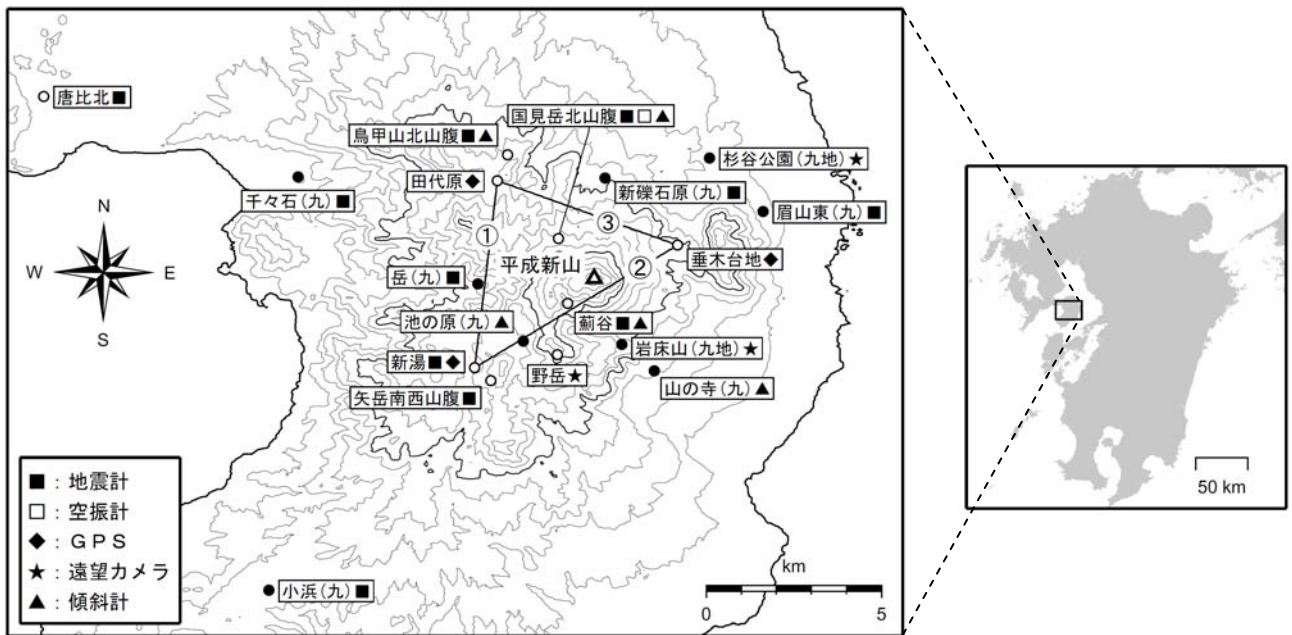 唐比北■
国見岳北山腹■□▲
鳥甲山北山腹■▲
杉谷公園(九地)★
田代原◆
千々石(九)■
新礫石原(九)■
眉山東(九)■
N
W
E
S
①
③
②
平成新山
垂木台地◆
岳(九)■
池の原(九)▲
薊谷■▲
岩床山(九地)★
新湯■◆
野岳★
山の寺(九)▲
矢岳南西山腹■
小浜(九)■
■:地震計
□:空振計
◆:GPS
★:遠望カメラ
▲:傾斜計
km
0 5
50 km